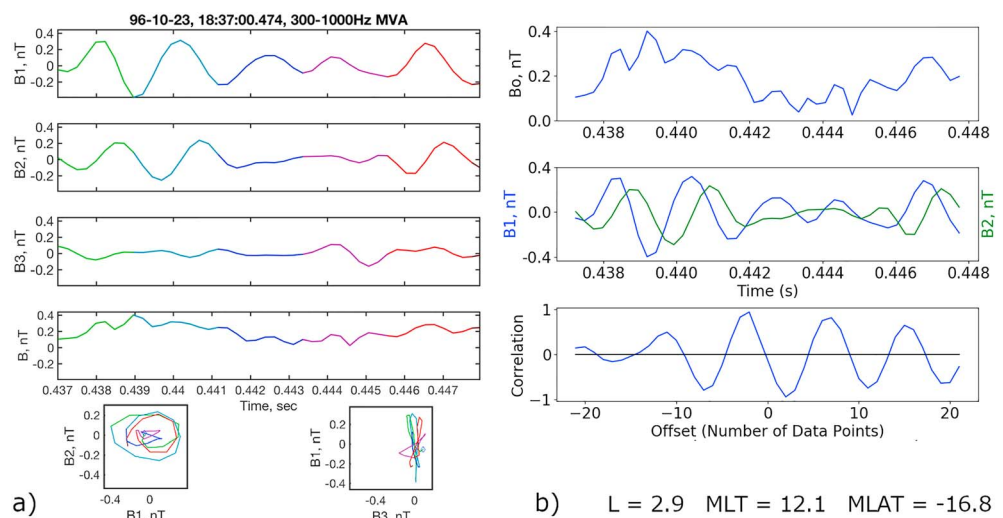 96-10-23, 18:37:00.474, 300-1000Hz MVA
B1, nT
0.4
0.2
0
-0.2
B2, nT
0.4
0.2
0
-0.2
B3, nT
0.4
0.2
0
-0.2
B, nT
0.4
0.2
0
-0.2
0.437 0.438 0.439 0.44 0.441 0.442 0.443 0.444 0.445 0.446 0.447
Time, sec
B2, nT
0.2
0
-0.2
-0.4
-0.4 0
B1, nT
B1, nT
0.2
0
-0.2
-0.4
-0.4 0
B3, nT
a)
Bo, nT
0.4
0.2
0.0
0.438 0.440 0.442 0.444 0.446 0.448
B1, nT
0.4
0.0
-0.4
B2, nT
0.438 0.440 0.442 0.444 0.446 0.448
Time (s)
Correlation
1
0
−1
−20 −10 0 10 20
Offset (Number of Data Points)
b) L = 2.9 MLT = 12.1 MLAT = -16.8